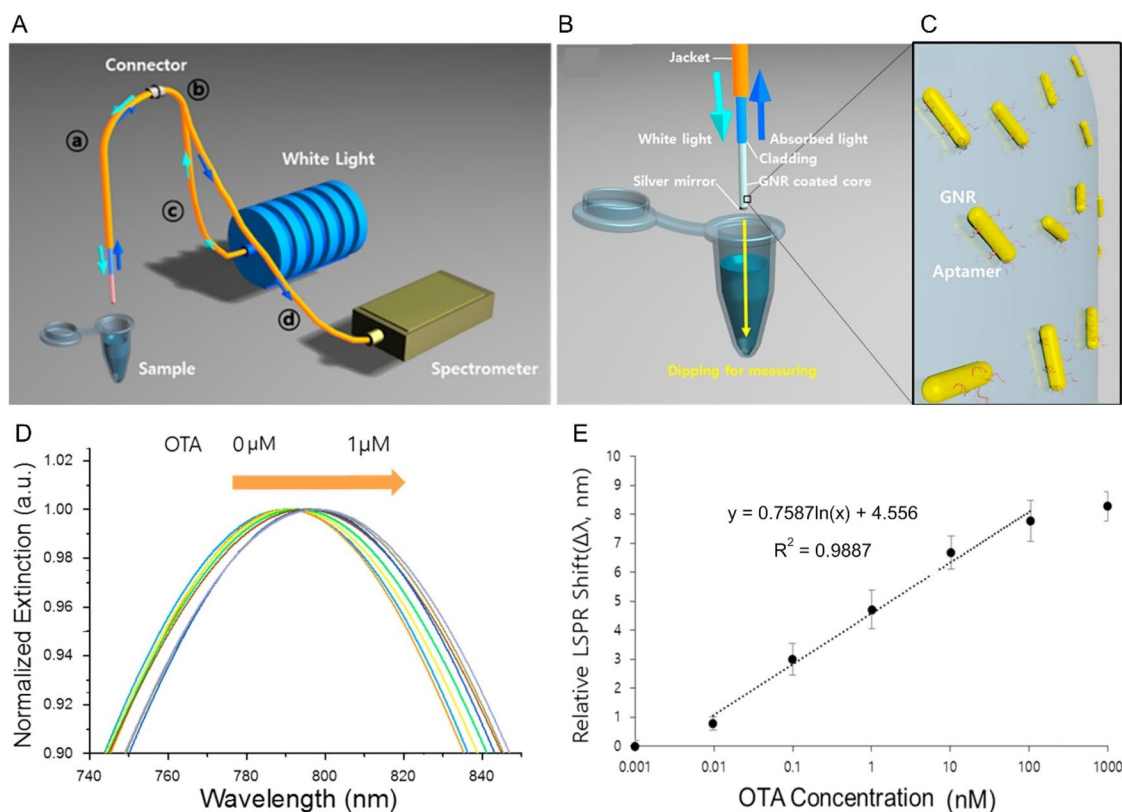 A
Connector
ⓐ
ⓑ
White Light
ⓒ
ⓓ
Sample
Spectrometer
B
Jacket
White light
Absorbed light
Cladding
Silver mirror
GNR coated core
Dipping for measuring
C
GNR
Aptamer
D
OTA 0 μM 1μM
Normalized Extinction (a.u.)
1.02
1.00
0.98
0.96
0.94
0.92
0.90
740 760 780 800 820 840
Wavelength (nm)
E
Relative LSPR Shift(Δλ, nm)
10
9
8
7
6
5
4
3
2
1
0
y = 0.7587ln(x) + 4.556
R² = 0.9887
0.001 0.01 0.1 1 10 100 1000
OTA Concentration (nM)